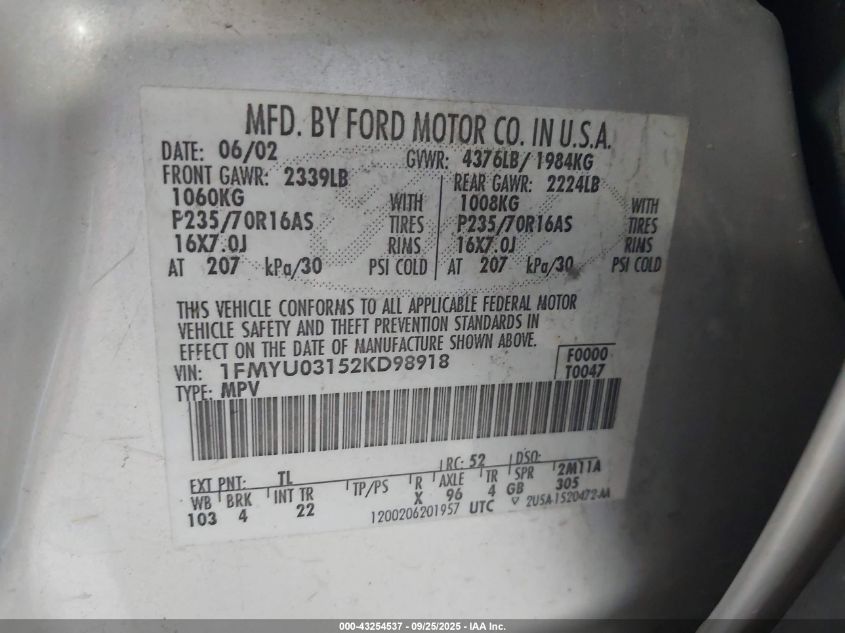 MFD. BY FORD MOTOR CO. IN U.S.A.
DATE: 06/02 GVWR: 4376LB/ 1984KG
FRONT GAWR: 2339LB REAR GAWR: 2224LB
1060KG WITH 1008KG WITH
P235/70R16AS TIRES P235/70R16AS TIRES
16X7.0J RIMS 16X7.0J RIMS
AT 207 kPa/30 PSI COLD AT 207 kPa/30 PSI COLD
THIS VEHICLE CONFORMS TO ALL APPLICABLE FEDERAL MOTOR
VEHICLE SAFETY AND THEFT PREVENTION STANDARDS IN
EFFECT ON THE DATE OF MANUFACTURE SHOWN ABOVE.
VIN: 1FMYU03152KD98918 F0000
TYPE: MPV T0047
EXT PNT: TL RC: 52 DSO:
WB BRK INT TR TP/PS R AXLE TR SPR 2M11A
103 4 22 X 96 4 GB 305
1200206201957 UTC ▽ 2U5A-1520472-AA
000-43254537 - 09/25/2025 - IAA Inc.